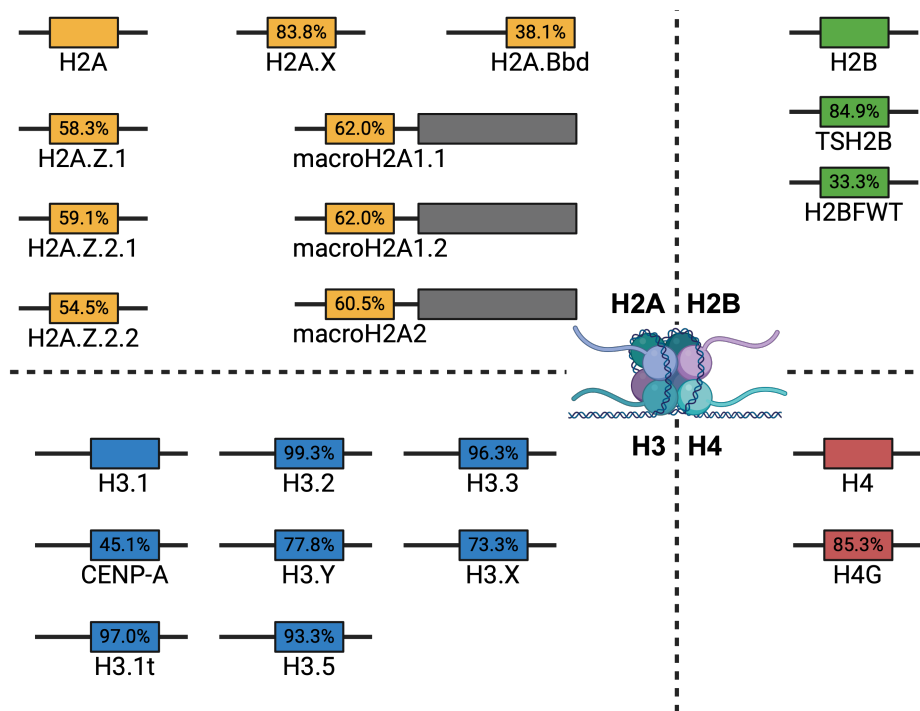 83.8%
38.1%
H2A
H2A.X
H2A.Bbd
58.3%
62.0%
H2A.Z.1
macroH2A1.1
59.1%
62.0%
H2A.Z.2.1
macroH2A1.2
54.5%
60.5%
H2A.Z.2.2
macroH2A2
H2B
84.9%
TSH2B
33.3%
H2BFWT
H2A
H2B
H3
H4
99.3%
96.3%
H3.1
H3.2
H3.3
45.1%
77.8%
73.3%
CENP-A
H3.Y
H3.X
97.0%
93.3%
H3.1t
H3.5
H4
85.3%
H4G